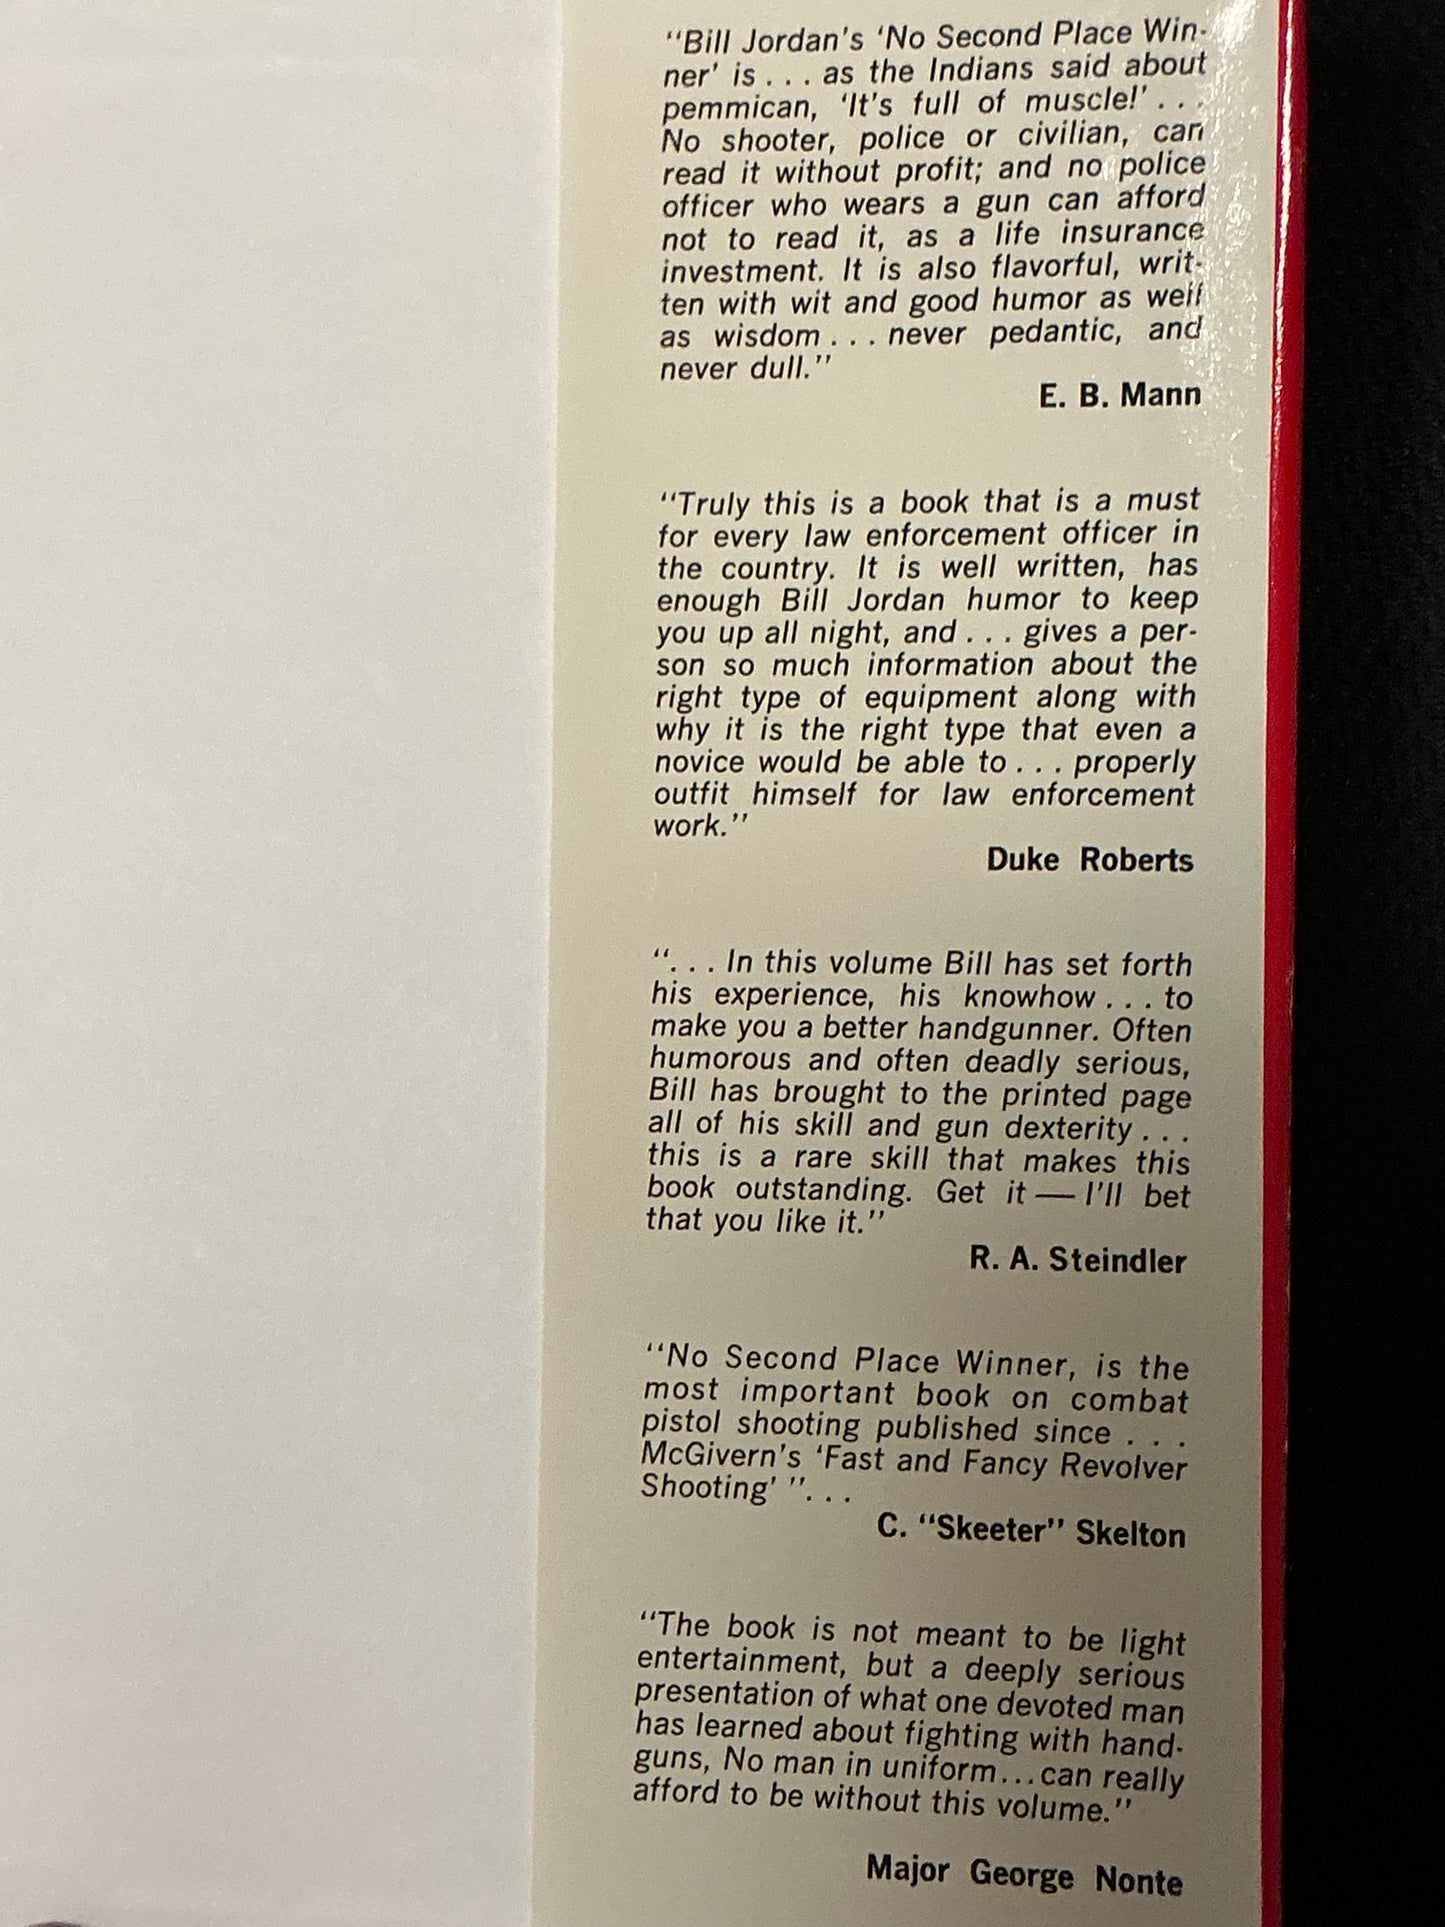 "Bill Jordan's 'No Second Place Win-
ner' is . . . as the Indians said about
pemmican, 'It's full of muscle!' . . .
No shooter, police or civilian, can
read it without profit; and no police
officer who wears a gun can afford
not to read it, as a life insurance
investment. It is also flavorful, writ-
ten with wit and good humor as well
as wisdom . . . never pedantic, and
never dull."
E. B. Mann
"Truly this is a book that is a must
for every law enforcement officer in
the country. It is well written, has
enough Bill Jordan humor to keep
you up all night, and . . . gives a per-
son so much information about the
right type of equipment along with
why it is the right type that even a
novice would be able to . . . properly
outfit himself for law enforcement
work."
Duke Roberts
". . . In this volume Bill has set forth
his experience, his knowhow . . . to
make you a better handgunner. Often
humorous and often deadly serious,
Bill has brought to the printed page
all of his skill and gun dexterity . . .
this is a rare skill that makes this
book outstanding. Get it — I'll bet
that you like it."
R. A. Steindler
"No Second Place Winner, is the
most important book on combat
pistol shooting published since . . .
McGivern's 'Fast and Fancy Revolver
Shooting' ". . .
C. "Skeeter" Skelton
"The book is not meant to be light
entertainment, but a deeply serious
presentation of what one devoted man
has learned about fighting with hand-
guns, No man in uniform...can really
afford to be without this volume."
Major George Nonte